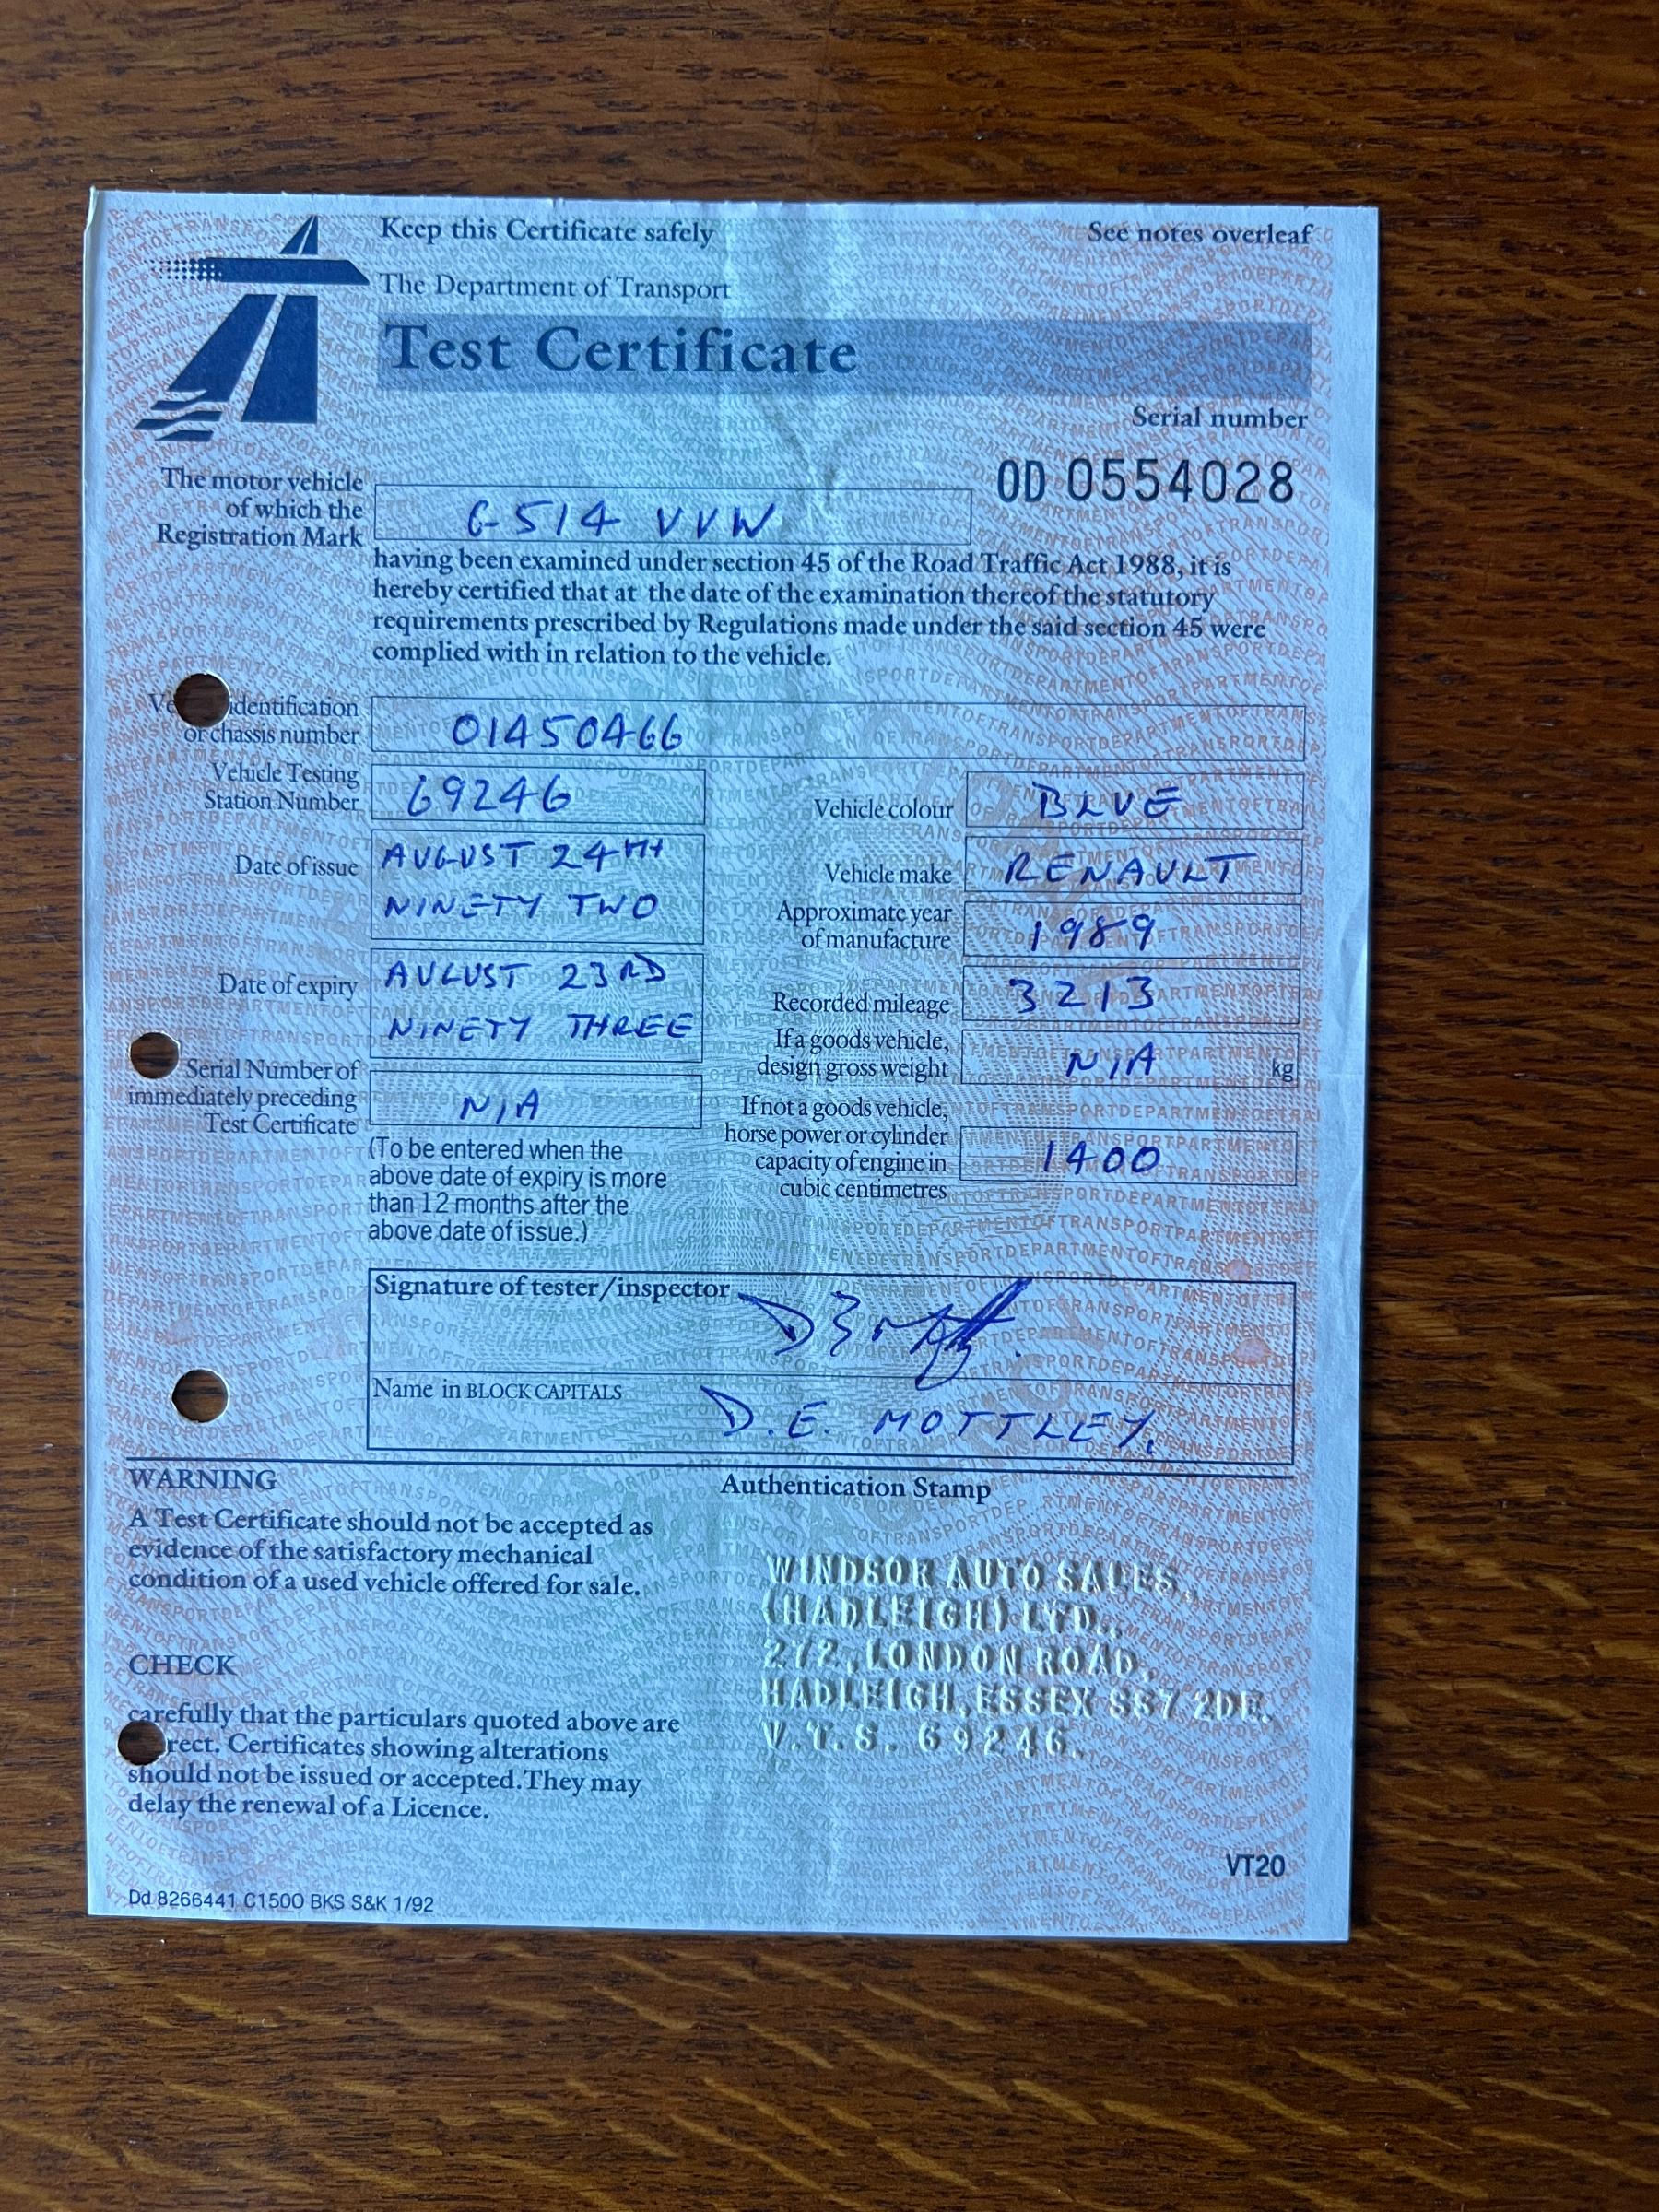 Keep this Certificate safely
See notes overleaf
The Department of Transport
Test Certificate
Serial number
OD 0554028
The motor vehicle
of which the
Registration Mark
G 514 VVW
having been examined under section 45 of the Road Traffic Act 1988, it is
hereby certified that at the date of the examination thereof the statutory
requirements prescribed by Regulations made under the said section 45 were
complied with in relation to the vehicle.
identification
or chassis number
01450466
Vehicle Testing
Station Number
69246
Vehicle colour
BLUE
Date of issue
AUGUST 24TH
NINETY TWO
Vehicle make
RENAULT
Approximate year
of manufacture
1989
Date of expiry
AUGUST 23RD
NINETY THREE
Recorded mileage
3213
If a goods vehicle,
design gross weight
N/A
kg
Serial Number of
immediately preceding
Test Certificate
N/A
(To be entered when the
above date of expiry is more
than 12 months after the
above date of issue.)
If not a goods vehicle,
horse power or cylinder
capacity of engine in
cubic centimetres
1400
Signature of tester/inspector
Name in BLOCK CAPITALS
D. E. MOTTLEY.
WARNING
A Test Certificate should not be accepted as
evidence of the satisfactory mechanical
condition of a used vehicle offered for sale.
CHECK
carefully that the particulars quoted above are
rrect. Certificates showing alterations
should not be issued or accepted. They may
delay the renewal of a Licence.
Authentication Stamp
WINDSOR AUTO SALES
(HADLEIGH) LTD.,
272, LONDON ROAD,
HADLEIGH, ESSEX SS7 2DE.
V.T.S. 69246.
VT20
Dd 8266441 C1500 BKS S&K 1/92